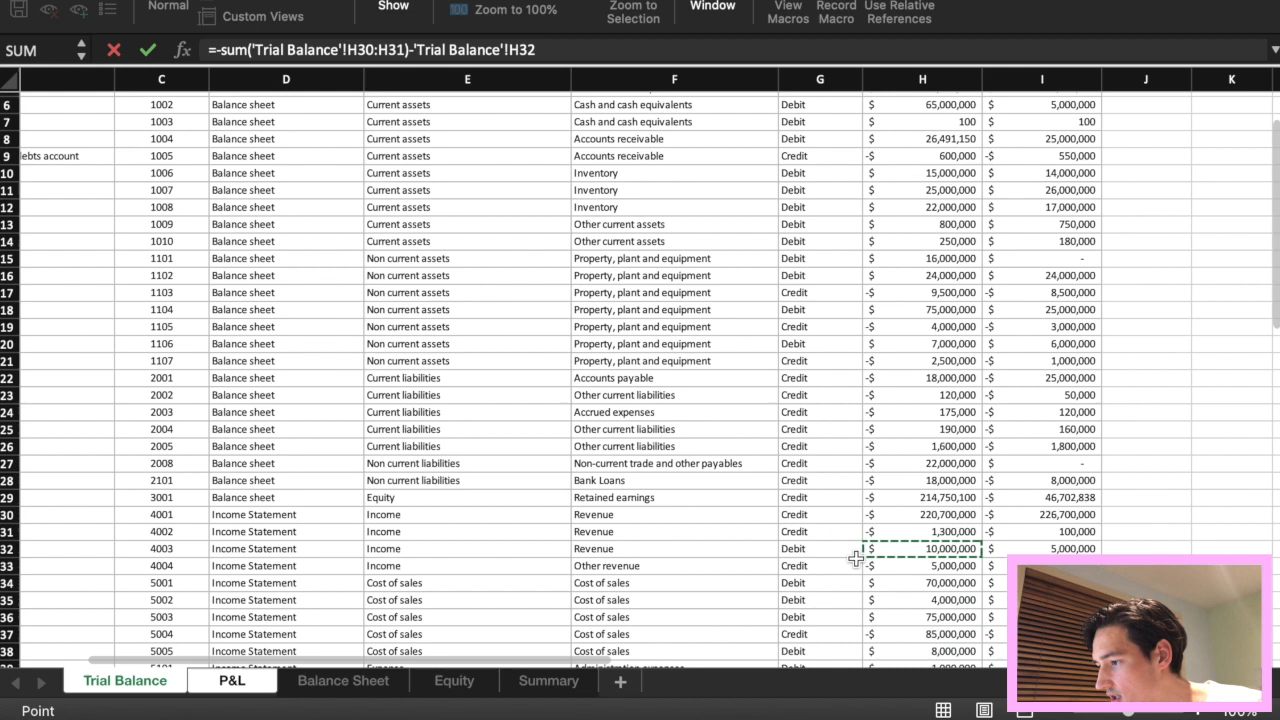 Normal Custom Views Show Zoom to 100% Zoom to Selection Window View Macros Record Macro Use Relative References
SUM fx =-sum('Trial Balance'!H30:H31)-'Trial Balance'!H32
C D E F G H I J K
6 1002 Balance sheet Current assets Cash and cash equivalents Debit $ 65,000,000 $ 5,000,000
7 1003 Balance sheet Current assets Cash and cash equivalents Debit $ 100 $ 100
8 1004 Balance sheet Current assets Accounts receivable Debit $ 26,491,150 $ 25,000,000
9 ebts account 1005 Balance sheet Current assets Accounts receivable Credit -$ 600,000 -$ 550,000
10 1006 Balance sheet Current assets Inventory Debit $ 15,000,000 $ 14,000,000
11 1007 Balance sheet Current assets Inventory Debit $ 25,000,000 $ 26,000,000
12 1008 Balance sheet Current assets Inventory Debit $ 22,000,000 $ 17,000,000
13 1009 Balance sheet Current assets Other current assets Debit $ 800,000 $ 750,000
14 1010 Balance sheet Current assets Other current assets Debit $ 250,000 $ 180,000
15 1101 Balance sheet Non current assets Property, plant and equipment Debit $ 16,000,000 $ -
16 1102 Balance sheet Non current assets Property, plant and equipment Debit $ 24,000,000 $ 24,000,000
17 1103 Balance sheet Non current assets Property, plant and equipment Credit -$ 9,500,000 -$ 8,500,000
18 1104 Balance sheet Non current assets Property, plant and equipment Debit $ 75,000,000 $ 25,000,000
19 1105 Balance sheet Non current assets Property, plant and equipment Credit -$ 4,000,000 -$ 3,000,000
20 1106 Balance sheet Non current assets Property, plant and equipment Debit $ 7,000,000 $ 6,000,000
21 1107 Balance sheet Non current assets Property, plant and equipment Credit -$ 2,500,000 -$ 1,000,000
22 2001 Balance sheet Current liabilities Accounts payable Credit -$ 18,000,000 -$ 25,000,000
23 2002 Balance sheet Current liabilities Other current liabilities Credit -$ 120,000 -$ 50,000
24 2003 Balance sheet Current liabilities Accrued expenses Credit -$ 175,000 -$ 120,000
25 2004 Balance sheet Current liabilities Other current liabilities Credit -$ 190,000 -$ 160,000
26 2005 Balance sheet Current liabilities Other current liabilities Credit -$ 1,600,000 -$ 1,800,000
27 2008 Balance sheet Non current liabilities Non-current trade and other payables Credit -$ 22,000,000 $ -
28 2101 Balance sheet Non current liabilities Bank Loans Credit -$ 18,000,000 -$ 8,000,000
29 3001 Balance sheet Equity Retained earnings Credit -$ 214,750,100 -$ 46,702,838
30 4001 Income Statement Income Revenue Credit -$ 220,700,000 -$ 226,700,000
31 4002 Income Statement Income Revenue Credit -$ 1,300,000 -$ 100,000
32 4003 Income Statement Income Revenue Debit $ 10,000,000 $ 5,000,000
33 4004 Income Statement Income Other revenue Credit -$ 5,000,000 -$
34 5001 Income Statement Cost of sales Cost of sales Debit $ 70,000,000 $
35 5002 Income Statement Cost of sales Cost of sales Debit $ 4,000,000 $
36 5003 Income Statement Cost of sales Cost of sales Debit $ 75,000,000 $
37 5004 Income Statement Cost of sales Cost of sales Credit -$ 85,000,000 -$
38 5005 Income Statement Cost of sales Cost of sales Debit $ 8,000,000 $
Trial Balance P&L Balance Sheet Equity Summary +
Point